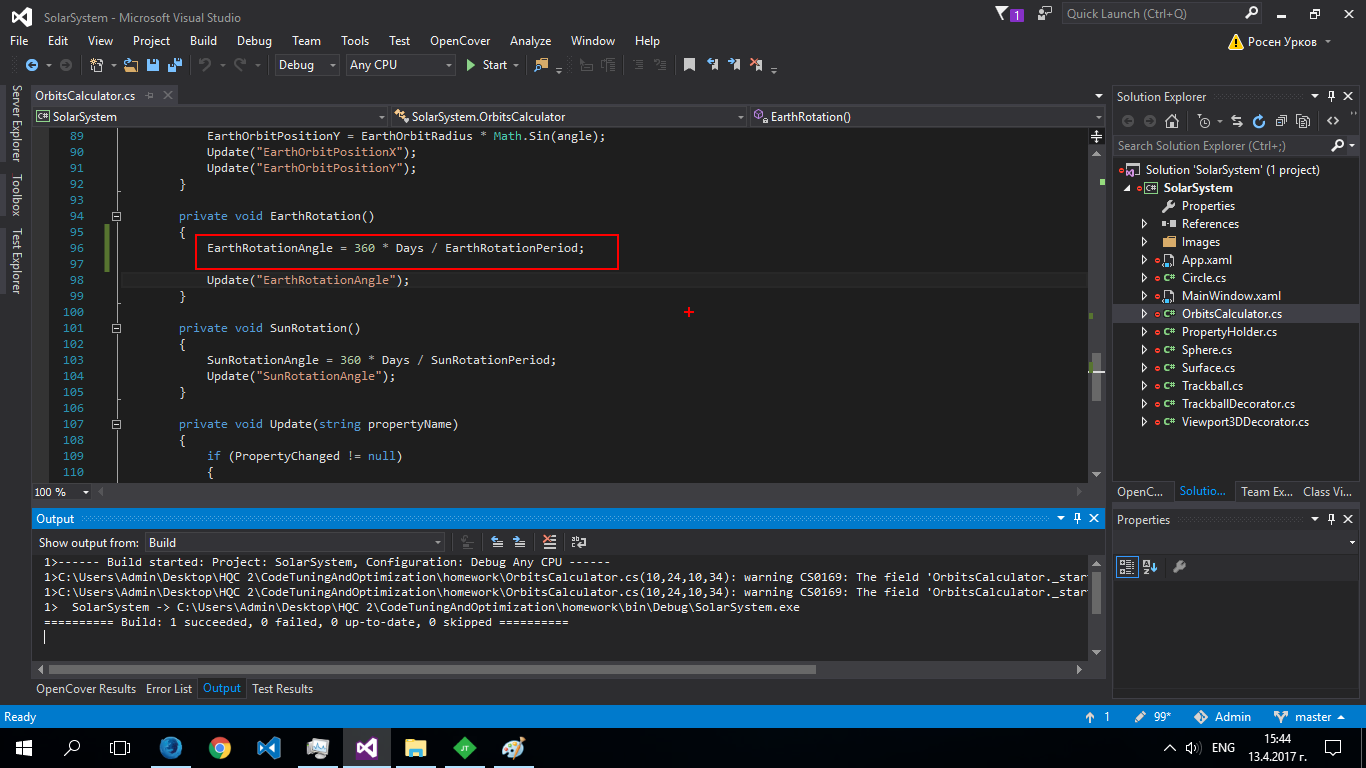 SolarSystem - Microsoft Visual Studio
1
Quick Launch (Ctrl+Q)
File Edit View Project Build Debug Team Tools Test OpenCover Analyze Window Help
Росен Урков
Debug Any CPU Start
Server Explorer
Toolbox
Test Explorer
OrbitsCalculator.cs
SolarSystem SolarSystem.OrbitsCalculator EarthRotation()
89 EarthOrbitPositionY = EarthOrbitRadius * Math.Sin(angle);
90 Update("EarthOrbitPositionX");
91 Update("EarthOrbitPositionY");
92 }
93
94 private void EarthRotation()
95 {
96 EarthRotationAngle = 360 * Days / EarthRotationPeriod;
97
98 Update("EarthRotationAngle");
99 }
100
101 private void SunRotation()
102 {
103 SunRotationAngle = 360 * Days / SunRotationPeriod;
104 Update("SunRotationAngle");
105 }
106
107 private void Update(string propertyName)
108 {
109 if (PropertyChanged != null)
110 {
100 %
Output
Show output from: Build
1>------ Build started: Project: SolarSystem, Configuration: Debug Any CPU ------
1>C:\Users\Admin\Desktop\HQC 2\CodeTuningAndOptimization\homework\OrbitsCalculator.cs(10,24,10,34): warning CS0169: The field 'OrbitsCalculator._star
1>C:\Users\Admin\Desktop\HQC 2\CodeTuningAndOptimization\homework\OrbitsCalculator.cs(10,24,10,34): warning CS0169: The field 'OrbitsCalculator._star
1>  SolarSystem -> C:\Users\Admin\Desktop\HQC 2\CodeTuningAndOptimization\homework\bin\Debug\SolarSystem.exe
========== Build: 1 succeeded, 0 failed, 0 up-to-date, 0 skipped ==========
OpenCover Results Error List Output Test Results
Solution Explorer
Search Solution Explorer (Ctrl+;)
Solution 'SolarSystem' (1 project)
SolarSystem
Properties
References
Images
App.xaml
Circle.cs
MainWindow.xaml
OrbitsCalculator.cs
PropertyHolder.cs
Sphere.cs
Surface.cs
Trackball.cs
TrackballDecorator.cs
Viewport3DDecorator.cs
OpenC... Solutio... Team Ex... Class Vi...
Properties
Ready 1 99* Admin master
JT
ENG
15:44
13.4.2017 г.